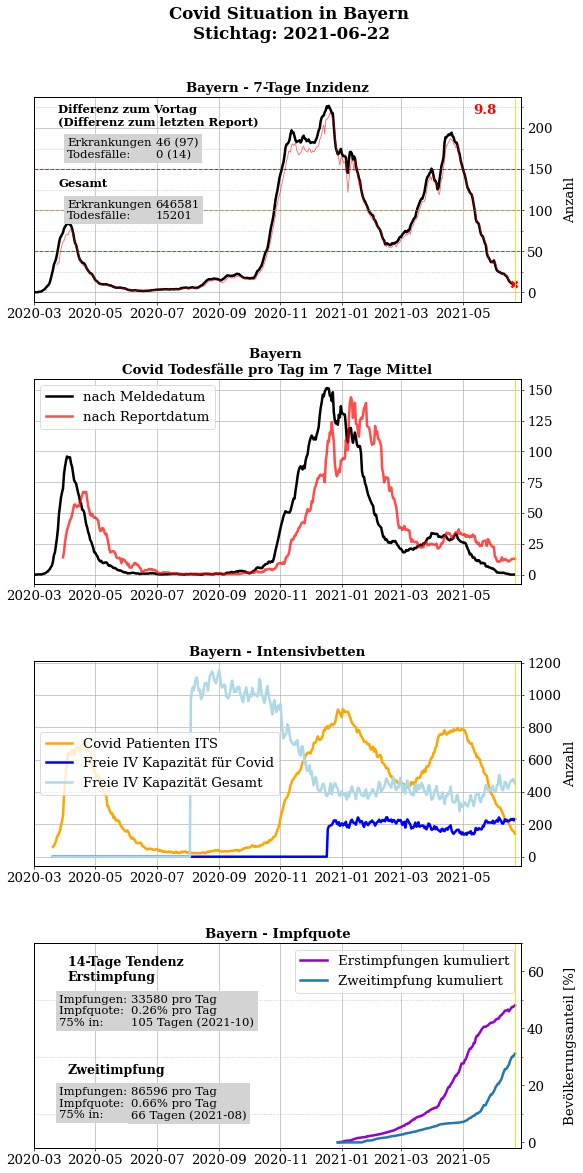 Covid Situation in Bayern
Stichtag: 2021-06-22
Bayern - 7-Tage Inzidenz
Differenz zum Vortag
(Differenz zum letzten Report)
9.8
Erkrankungen 46 (97)
Todesfälle: 0 (14)
Gesamt
Erkrankungen 646581
Todesfälle: 15201
200
150
100
50
0
Anzahl
2020-03 2020-05 2020-07 2020-09 2020-11 2021-01 2021-03 2021-05
Bayern
Covid Todesfälle pro Tag im 7 Tage Mittel
nach Meldedatum
nach Reportdatum
150
125
100
75
50
25
0
2020-03 2020-05 2020-07 2020-09 2020-11 2021-01 2021-03 2021-05
Bayern - Intensivbetten
Covid Patienten ITS
Freie IV Kapazität für Covid
Freie IV Kapazität Gesamt
1200
1000
800
600
400
200
0
Anzahl
2020-03 2020-05 2020-07 2020-09 2020-11 2021-01 2021-03 2021-05
Bayern - Impfquote
14-Tage Tendenz
Erstimpfung
Impfungen: 33580 pro Tag
Impfquote: 0.26% pro Tag
75% in: 105 Tagen (2021-10)
Zweitimpfung
Impfungen: 86596 pro Tag
Impfquote: 0.66% pro Tag
75% in: 66 Tagen (2021-08)
Erstimpfungen kumuliert
Zweitimpfung kumuliert
60
40
20
0
Bevölkerungsanteil [%]
2020-03 2020-05 2020-07 2020-09 2020-11 2021-01 2021-03 2021-05